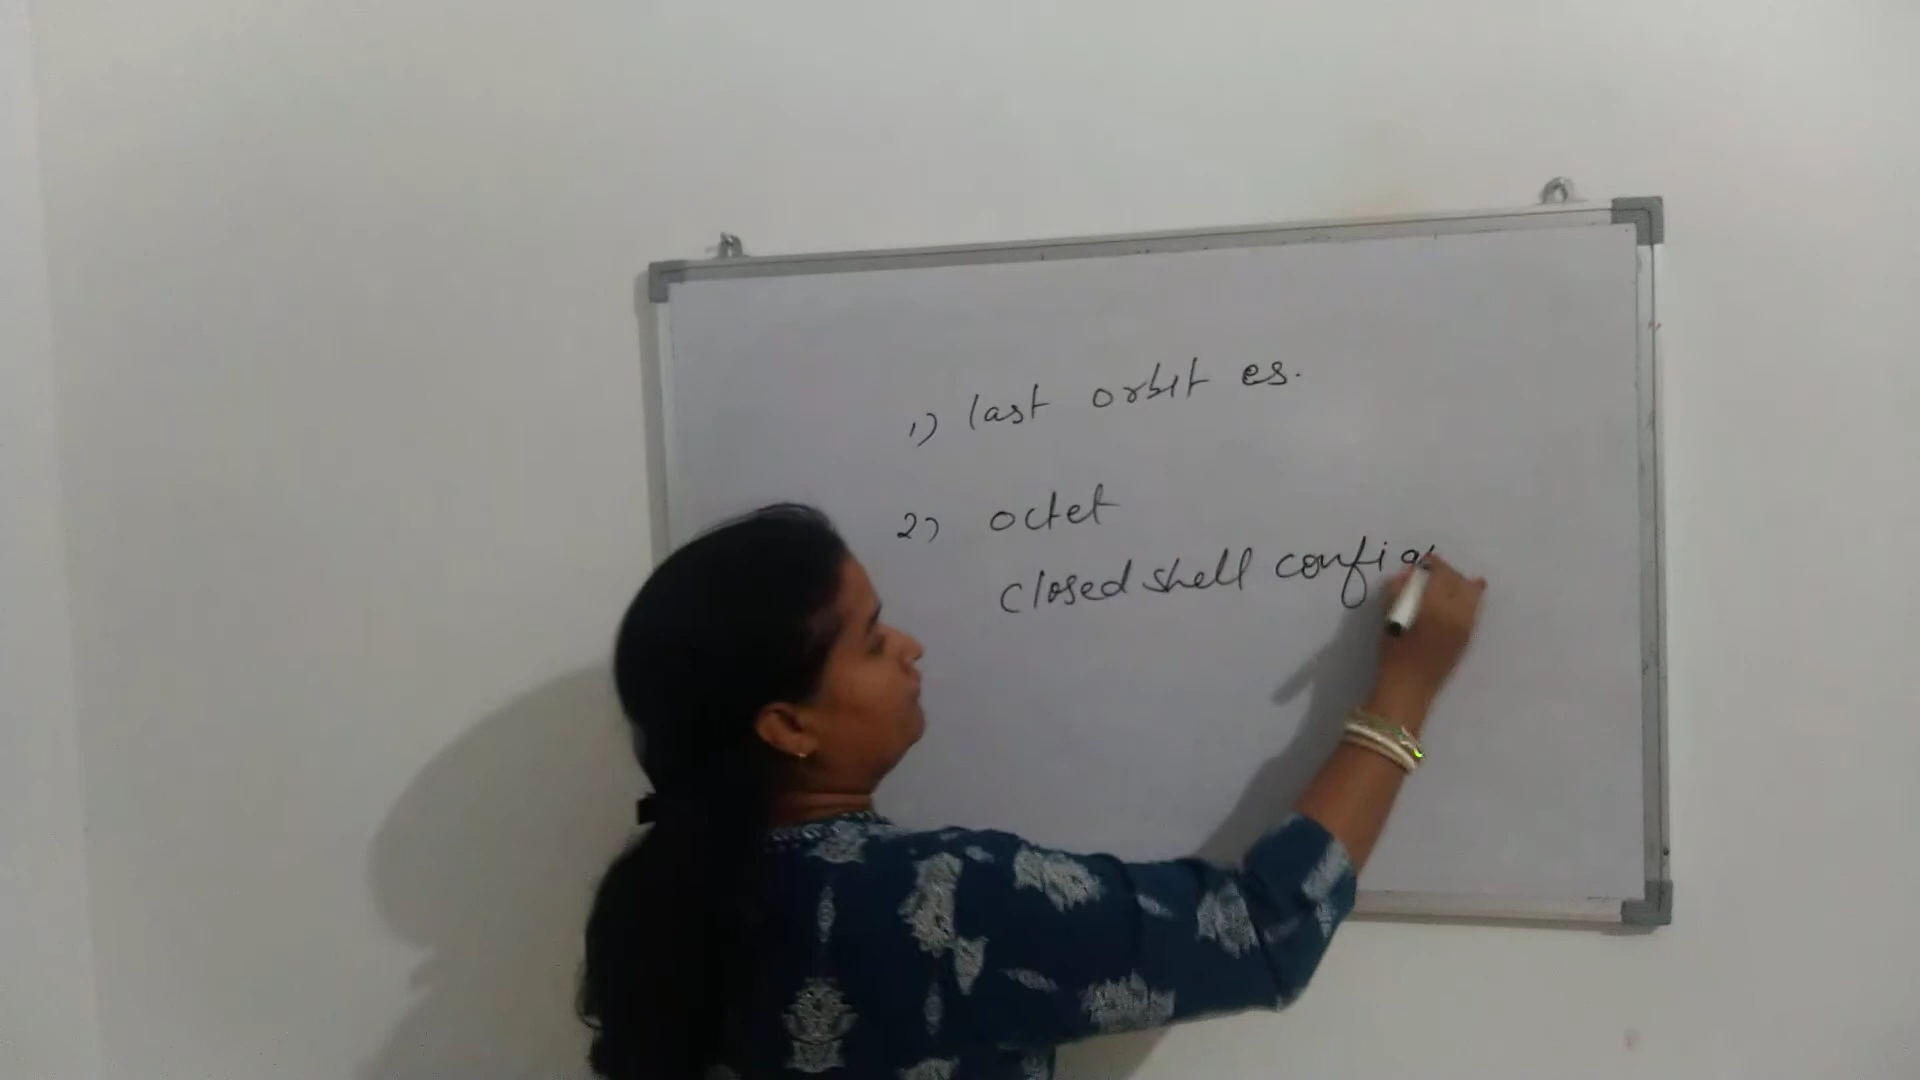 1) last orbit es.
2) octet
closed shell config